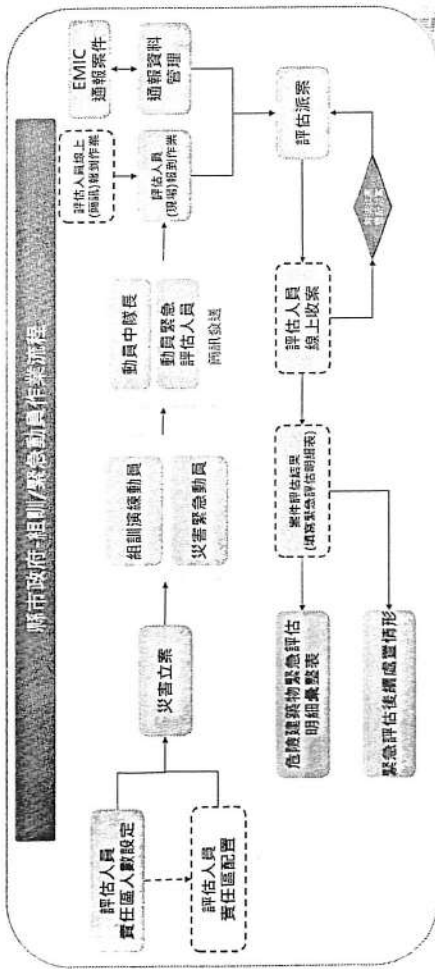 縣市政府-組訓/緊急動員作業流程
評估人員
責任區人數設定
評估人員
責任區配置
災害立案
組訓演練動員
災害緊急動員
動員中隊長
動員緊急
評估人員
簡訊發送
評估人員線上
(簡訊)報到作業
評估人員
(現場)報到作業
EMIC
通報案件
通報資料
管理
評估派案
評估人員
線上收案
案件評估結果
(填寫緊急評估明細表)
危險建築物緊急評估
明細彙整表
緊急評估後續處置情形